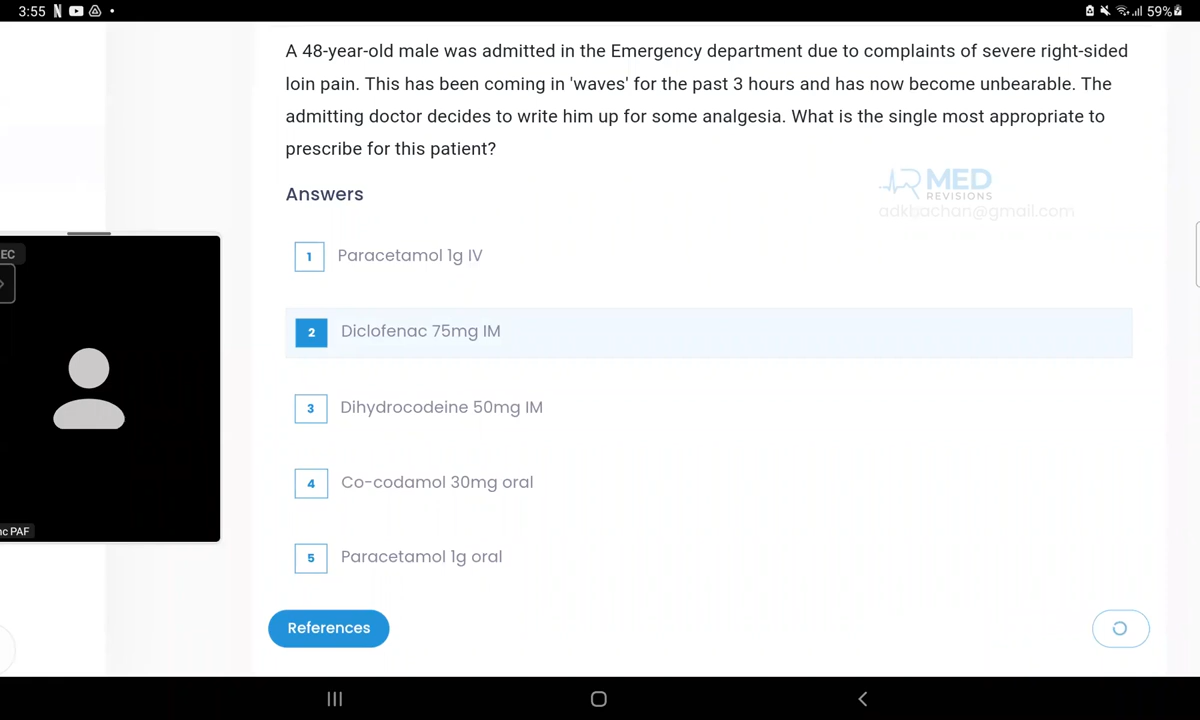 3:55
59%
A 48-year-old male was admitted in the Emergency department due to complaints of severe right-sided
loin pain. This has been coming in 'waves' for the past 3 hours and has now become unbearable. The
admitting doctor decides to write him up for some analgesia. What is the single most appropriate to
prescribe for this patient?
MED
REVISIONS
adkbachan@gmail.com
Answers
EC
1 Paracetamol 1g IV
2 Diclofenac 75mg IM
3 Dihydrocodeine 50mg IM
4 Co-codamol 30mg oral
PAF
5 Paracetamol 1g oral
References